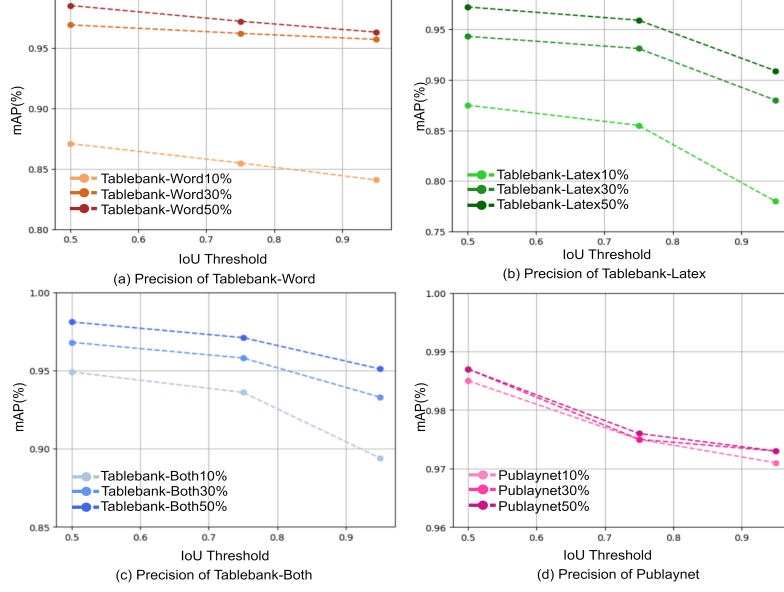 0.95
0.90
0.85
0.80
mAP(%)
Tablebank-Word10%
Tablebank-Word30%
Tablebank-Word50%
0.5 0.6 0.7 0.8 0.9
IoU Threshold
(a) Precision of Tablebank-Word
0.95
0.90
0.85
0.80
0.75
mAP(%)
Tablebank-Latex10%
Tablebank-Latex30%
Tablebank-Latex50%
0.5 0.6 0.7 0.8 0.9
IoU Threshold
(b) Precision of Tablebank-Latex
1.00
0.95
0.90
0.85
mAP(%)
Tablebank-Both10%
Tablebank-Both30%
Tablebank-Both50%
0.5 0.6 0.7 0.8 0.9
IoU Threshold
(c) Precision of Tablebank-Both
1.00
0.99
0.98
0.97
0.96
mAP(%)
Publaynet10%
Publaynet30%
Publaynet50%
0.5 0.6 0.7 0.8 0.9
IoU Threshold
(d) Precision of Publaynet